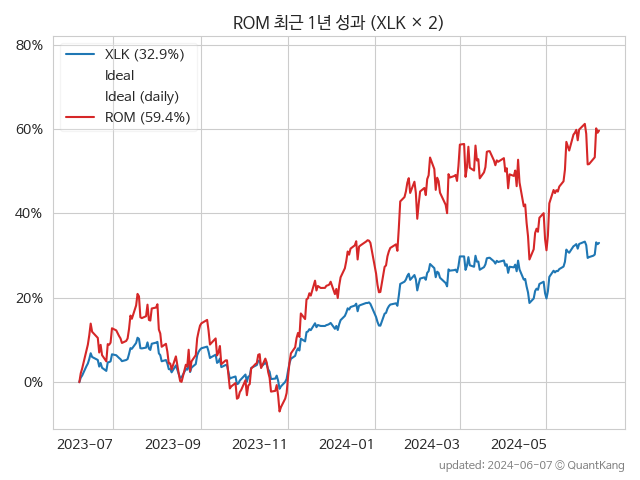 ROM 최근 1년 성과 (XLK × 2)
80%
60%
40%
20%
0%
XLK (32.9%)
Ideal
Ideal (daily)
ROM (59.4%)
2023-07
2023-09
2023-11
2024-01
2024-03
2024-05
updated: 2024-06-07 © QuantKang